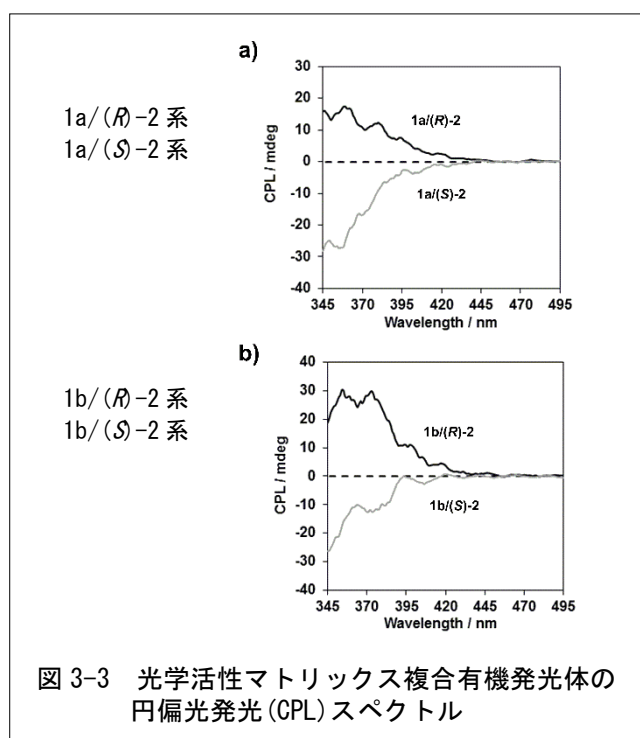 a)
1a/(R)-2 系
1a/(S)-2 系
CPL / mdeg
30
20
10
0
-10
-20
-30
-40
1a/(R)-2
1a/(S)-2
345 370 395 420 445 470 495
Wavelength / nm
b)
1b/(R)-2 系
1b/(S)-2 系
CPL / mdeg
40
30
20
10
0
-10
-20
-30
-40
1b/(R)-2
1b/(S)-2
345 370 395 420 445 470 495
Wavelength / nm
図 3-3 光学活性マトリックス複合有機発光体の
円偏光発光(CPL)スペクトル